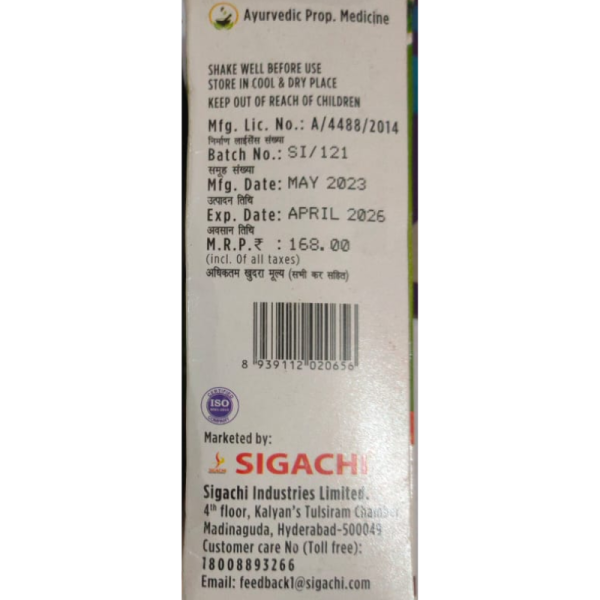 Ayurvedic Prop. Medicine
SHAKE WELL BEFORE USE
STORE IN COOL & DRY PLACE
KEEP OUT OF REACH OF CHILDREN
Mfg. Lic. No.: A/4488/2014
निर्माण लाईसेंस संख्या
Batch No.: SI/121
समूह संख्या
Mfg. Date: MAY 2023
उत्पादन तिथि
Exp. Date: APRIL 2026
अवसान तिथि
M.R.P.₹ : 168.00
(incl. Of all taxes)
अधिकतम खुदरा मूल्य (सभी कर सहित)
8 939112 020656
ISO
Marketed by:
SIGACHI
Sigachi Industries Limited.
4th floor, Kalyan's Tulsiram
Madinaguda, Hyderabad-500049
Customer care No (Toll free):
18008893266
Email: feedback1@sigachi.com